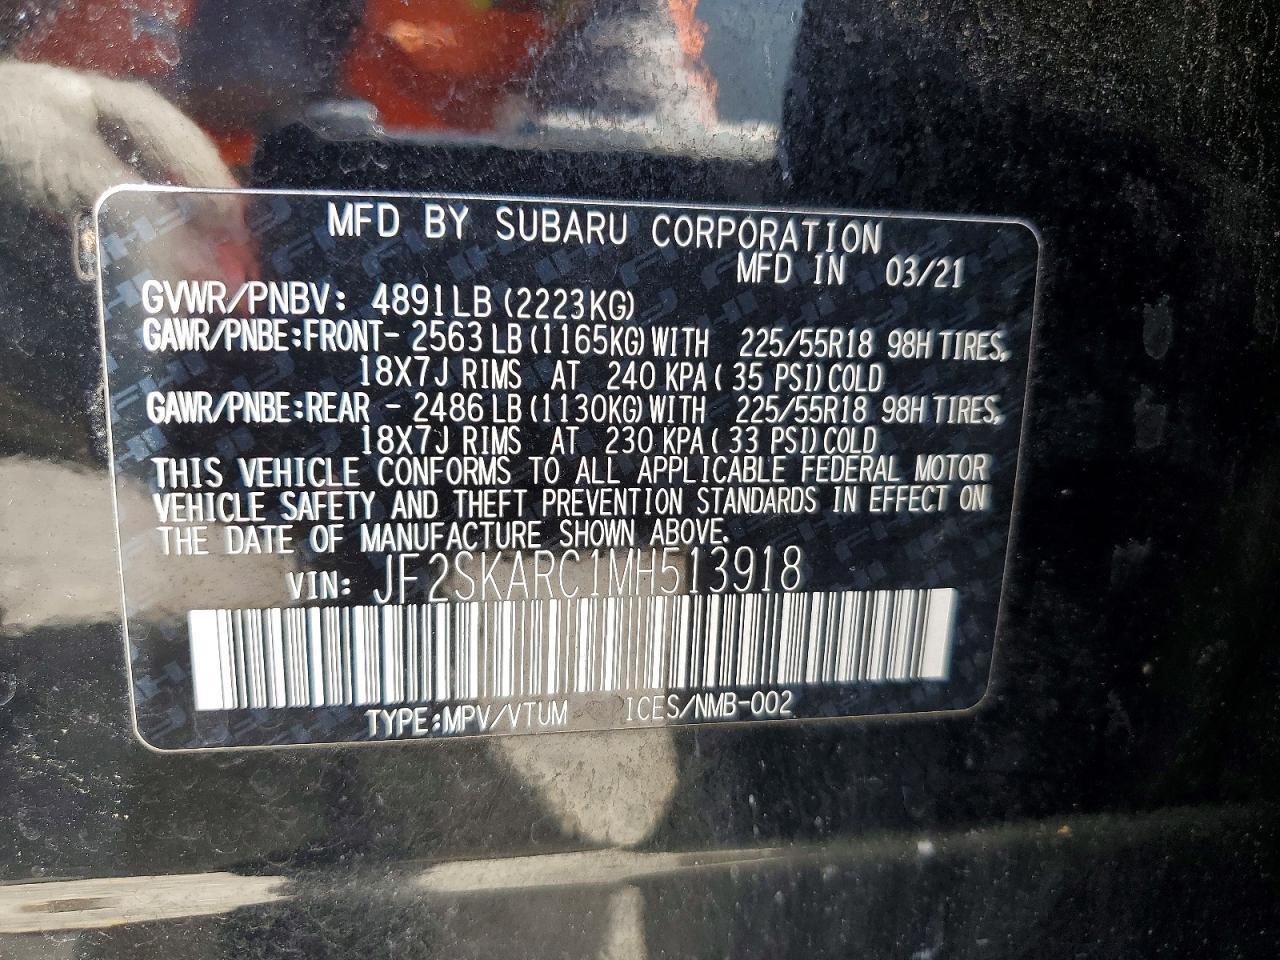 MFD BY SUBARU CORPORATION
MFD IN 03/21
GVWR/PNBV: 4891LB (2223KG)
GAWR/PNBE:FRONT- 2563 LB (1165KG) WITH 225/55R18 98H TIRES,
18X7J RIMS AT 240 KPA ( 35 PSI) COLD
GAWR/PNBE:REAR - 2486 LB (1130KG) WITH 225/55R18 98H TIRES,
18X7J RIMS AT 230 KPA ( 33 PSI) COLD
THIS VEHICLE CONFORMS TO ALL APPLICABLE FEDERAL MOTOR
VEHICLE SAFETY AND THEFT PREVENTION STANDARDS IN EFFECT ON
THE DATE OF MANUFACTURE SHOWN ABOVE.
VIN: JF2SKARC1MH513918
TYPE:MPV/VTUM ICES/NMB-002